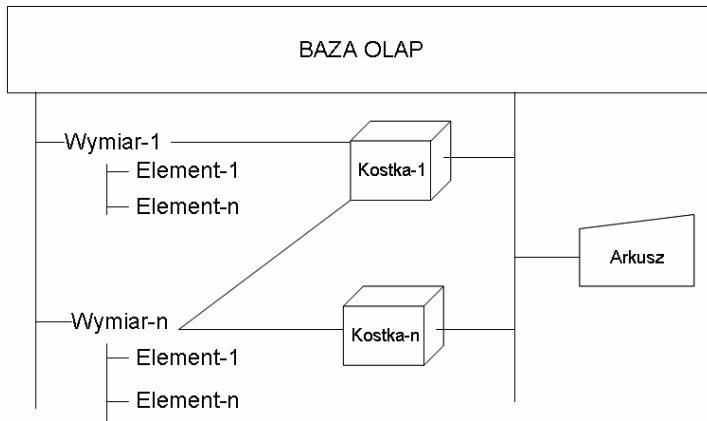 BAZA OLAP
Wymiar-1
Element-1
Element-n
Kostka-1
Arkusz
Wymiar-n
Element-1
Element-n
Kostka-n